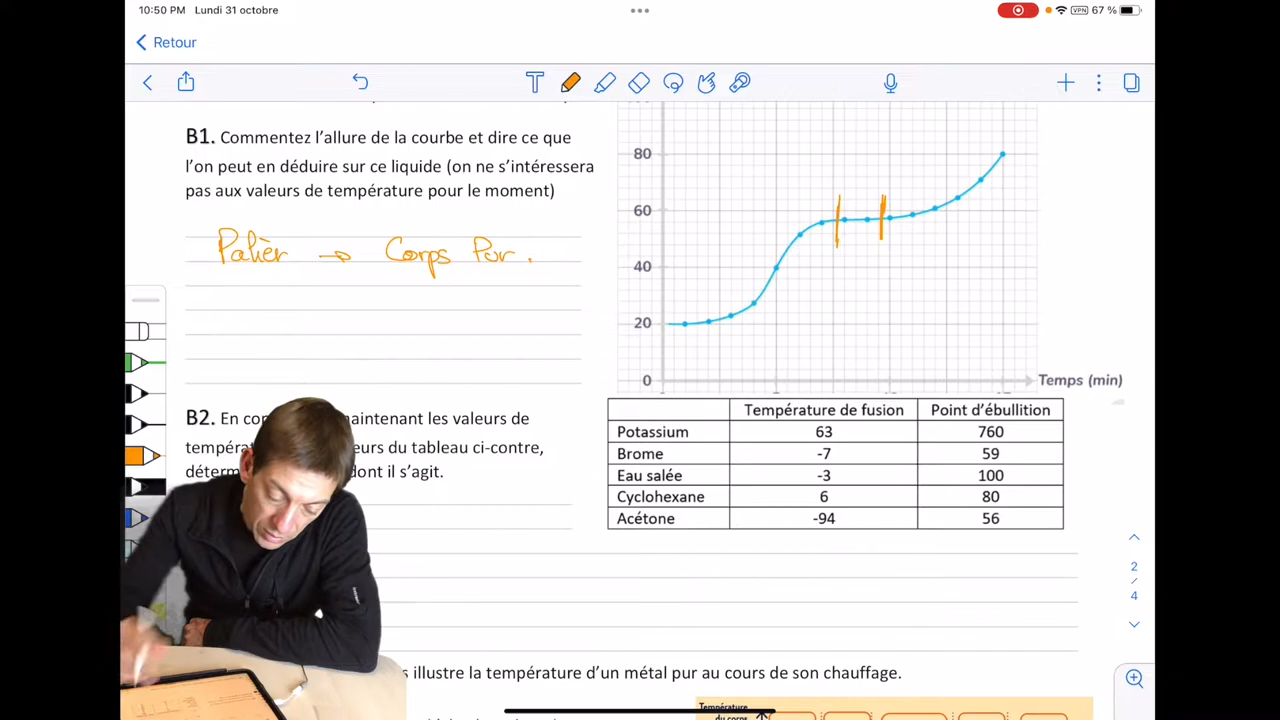 10:50 PM Lundi 31 octobre
VPN 67 %
Retour
B1. Commentez l'allure de la courbe et dire ce que
l'on peut en déduire sur ce liquide (on ne s'intéressera
pas aux valeurs de température pour le moment)
Palier → Corps Pur.
80
60
40
20
0
Temps (min)
B2. En maintenant les valeurs de
du tableau ci-contre,
dont il s'agit.
Température de fusion Point d'ébullition
Potassium 63 760
Brome -7 59
Eau salée -3 100
Cyclohexane 6 80
Acétone -94 56
2
/
4
illustre la température d'un métal pur au cours de son chauffage.
Température
du corps